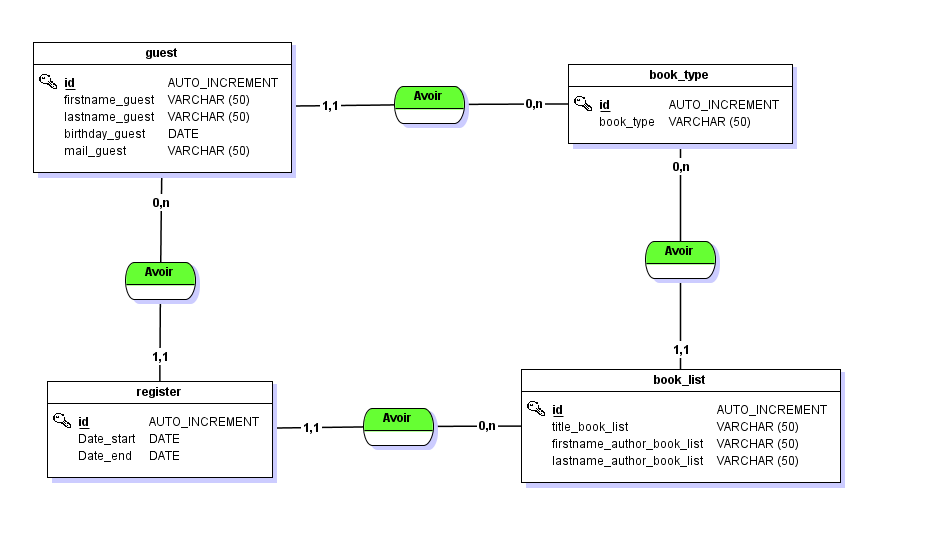 guest
id AUTO_INCREMENT
firstname_guest VARCHAR (50)
lastname_guest VARCHAR (50)
birthday_guest DATE
mail_guest VARCHAR (50)
1,1
Avoir
0,n
book_type
id AUTO_INCREMENT
book_type VARCHAR (50)
0,n
Avoir
1,1
0,n
Avoir
1,1
register
id AUTO_INCREMENT
Date_start DATE
Date_end DATE
1,1
Avoir
0,n
book_list
id AUTO_INCREMENT
title_book_list VARCHAR (50)
firstname_author_book_list VARCHAR (50)
lastname_author_book_list VARCHAR (50)